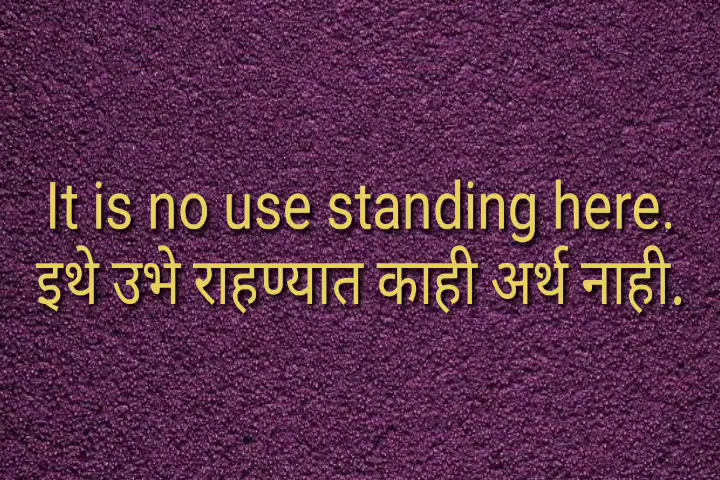 It is no use standing here.
इथे उभे राहण्यात काही अर्थ नाही.